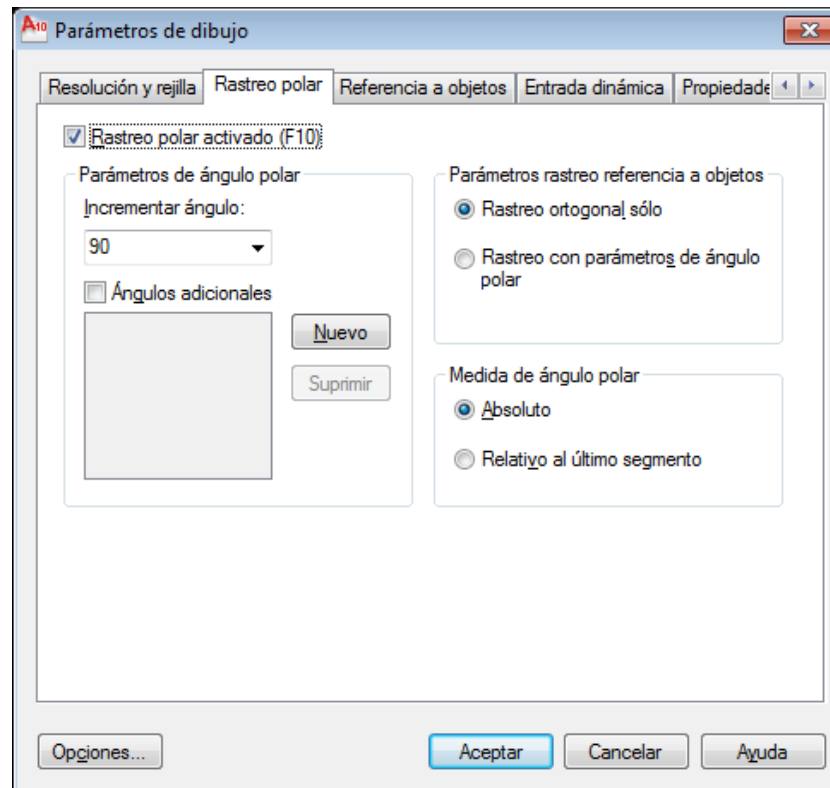 A10 Parámetros de dibujo
Resolución y rejilla Rastreo polar Referencia a objetos Entrada dinámica Propiedade
Rastreo polar activado (F10)
Parámetros de ángulo polar
Incrementar ángulo:
90
Ángulos adicionales
Nuevo
Suprimir
Parámetros rastreo referencia a objetos
Rastreo ortogonal sólo
Rastreo con parámetros de ángulo
polar
Medida de ángulo polar
Absoluto
Relativo al último segmento
Opciones... Aceptar Cancelar Ayuda